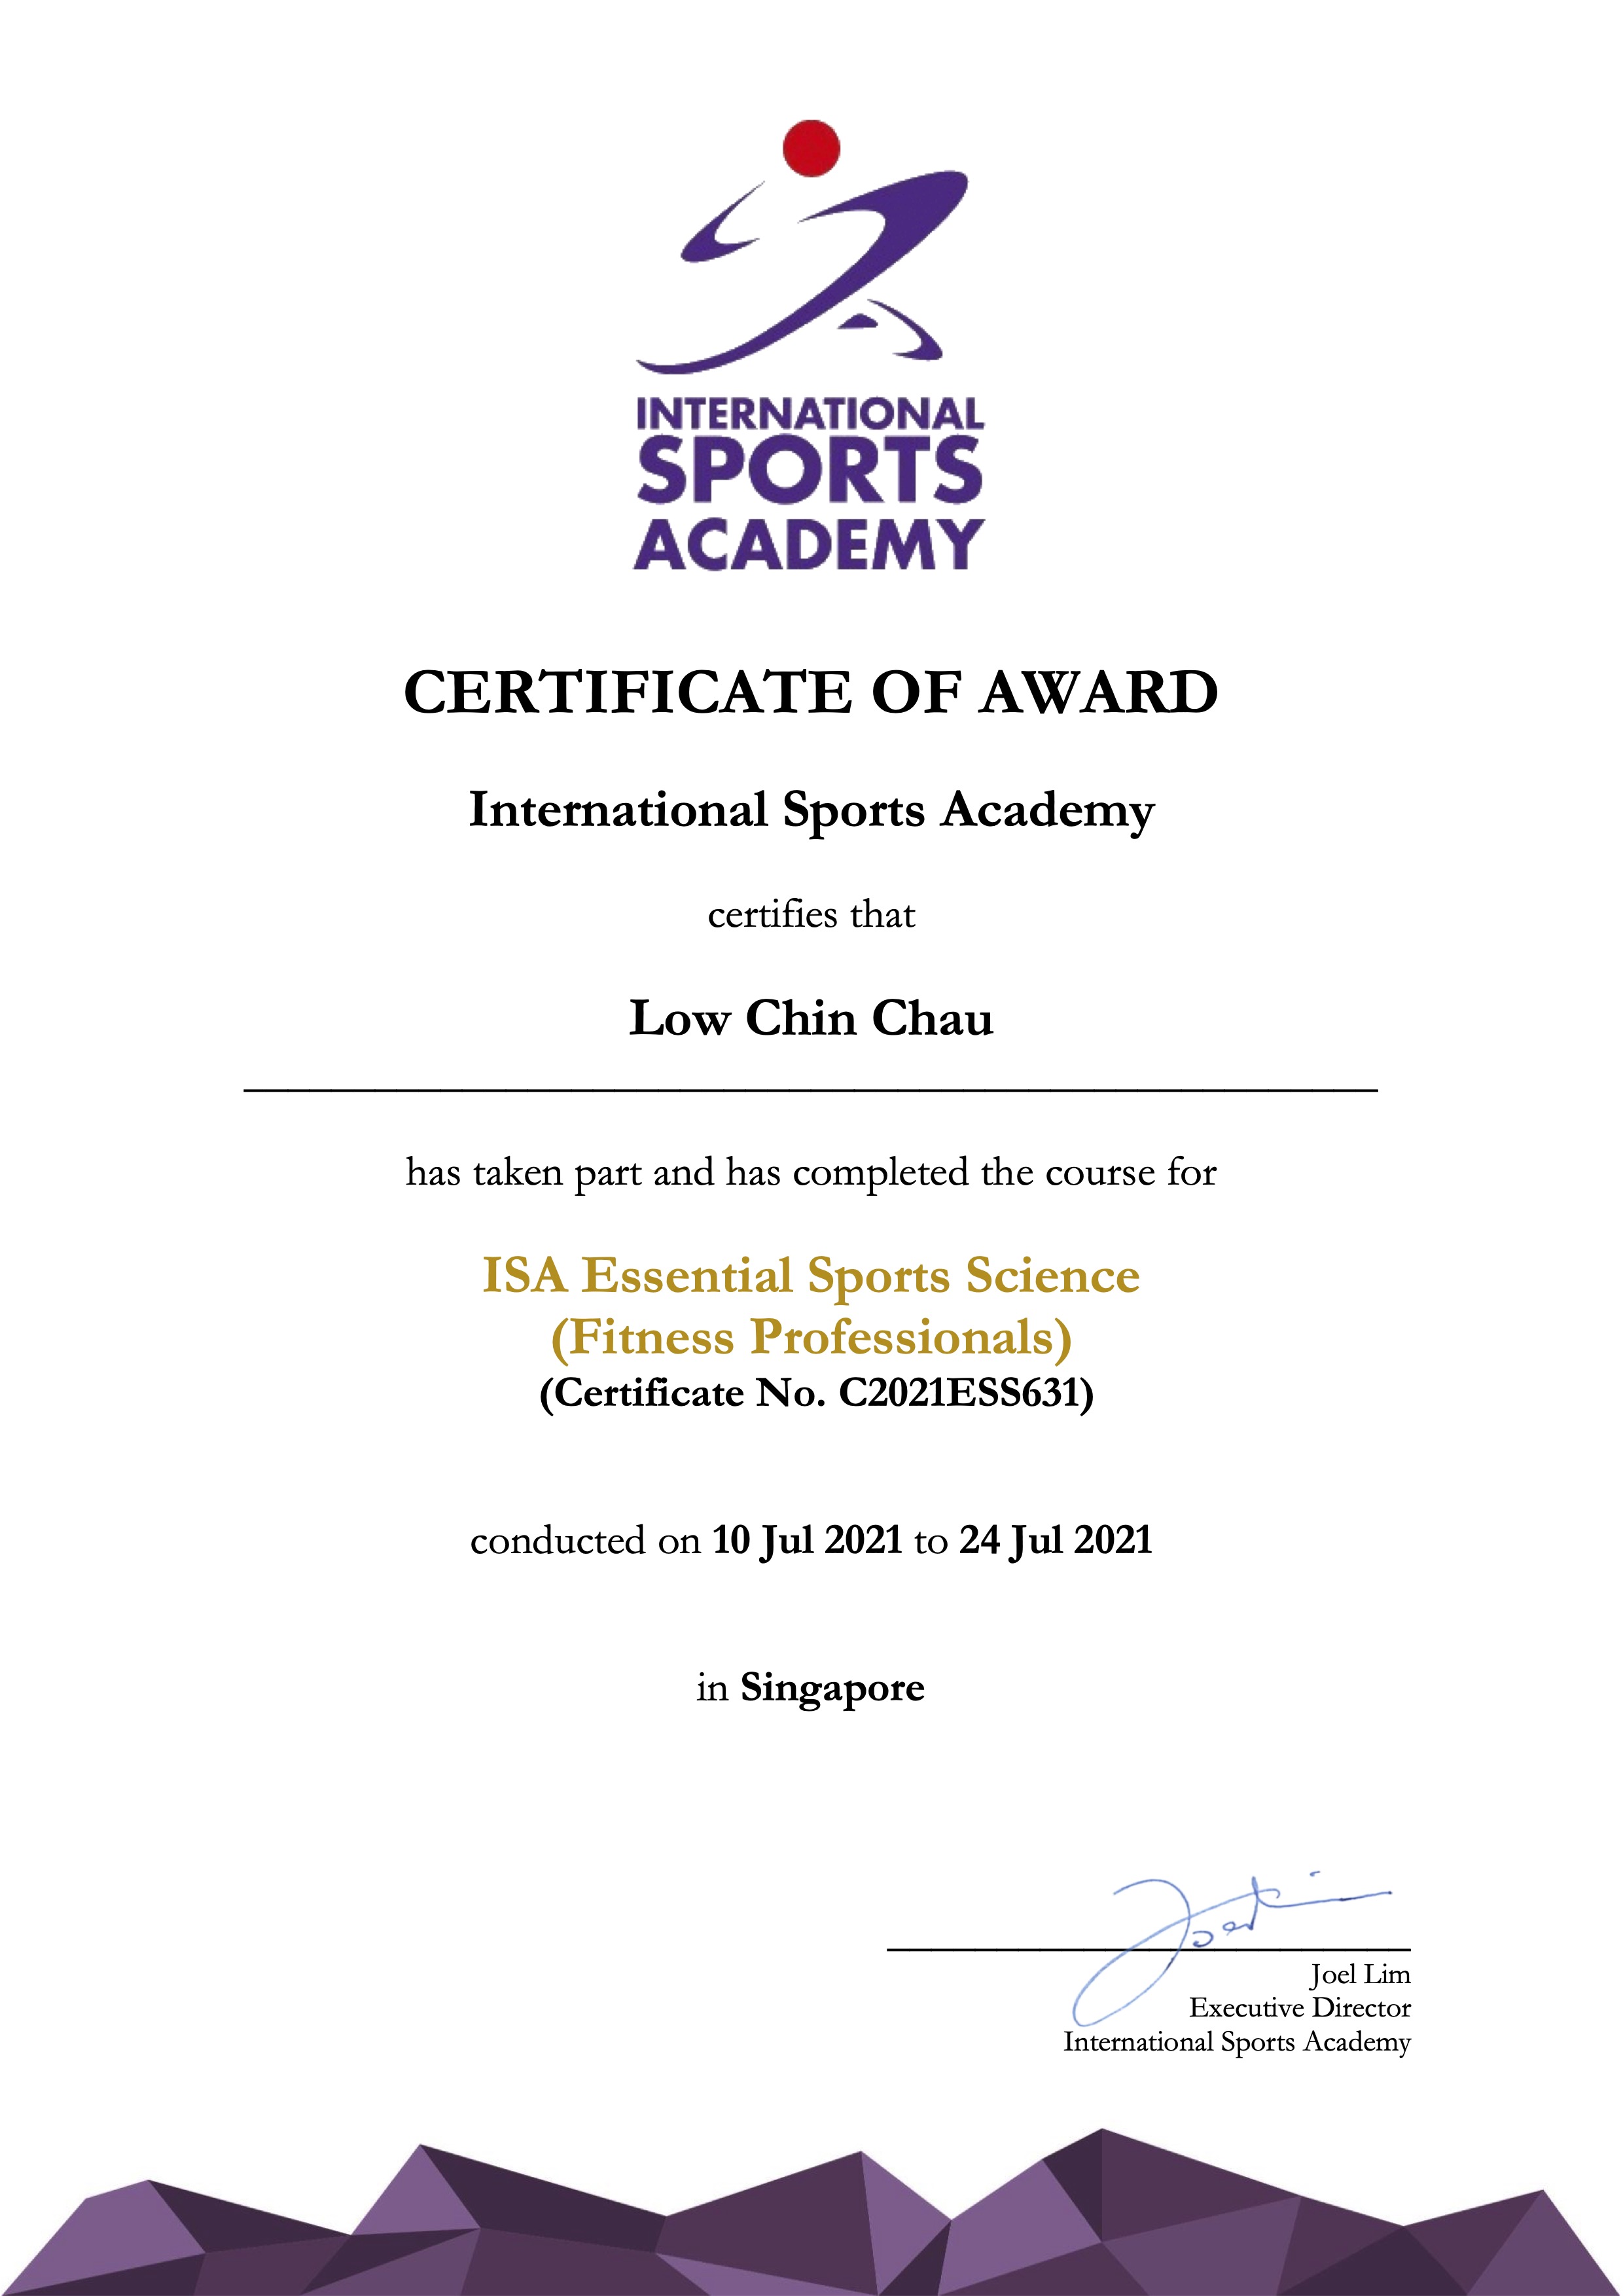 INTERNATIONAL
SPORTS
ACADEMY
CERTIFICATE OF AWARD
International Sports Academy
certifies that
Low Chin Chau
has taken part and has completed the course for
ISA Essential Sports Science
(Fitness Professionals)
(Certificate No. C2021ESS631)
conducted on 10 Jul 2021 to 24 Jul 2021
in Singapore
Joel Lim
Executive Director
International Sports Academy